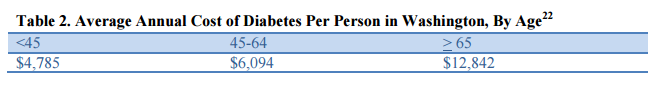 Table 2. Average Annual Cost of Diabetes Per Person in Washington, By Age22
<45 45-64 ≥ 65
$4,785 $6,094 $12,842